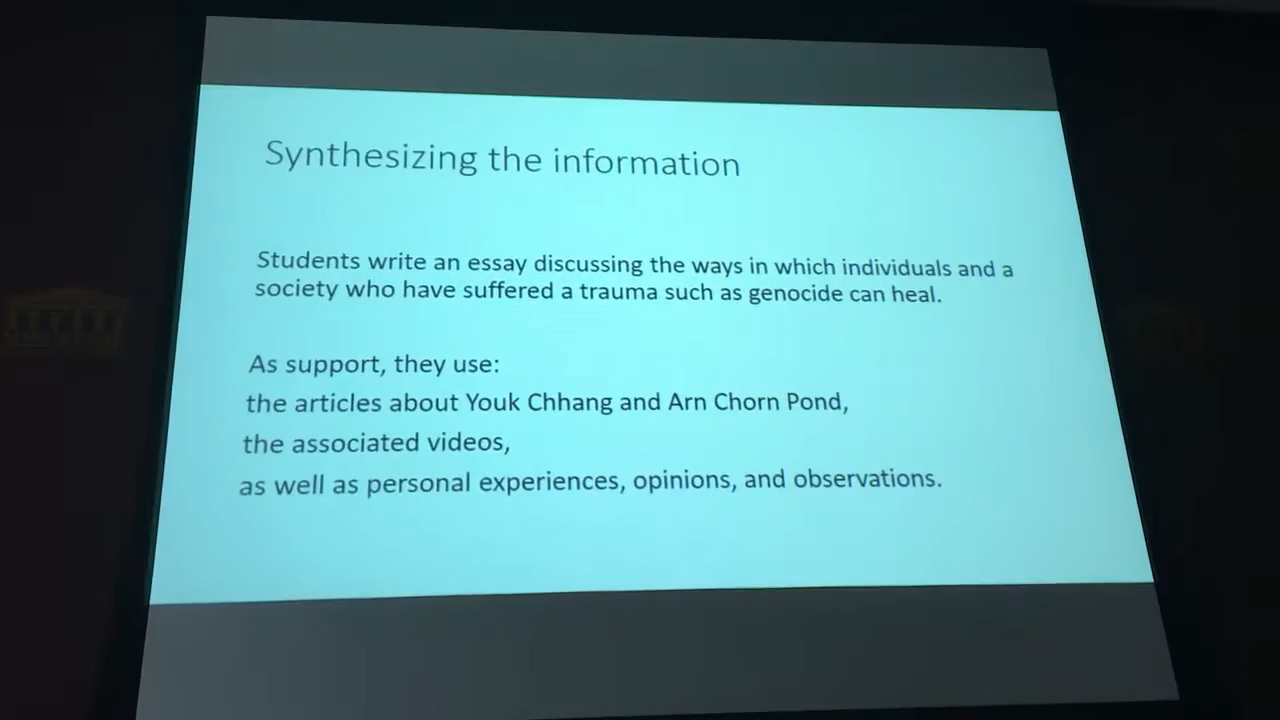 Synthesizing the information
Students write an essay discussing the ways in which individuals and a
society who have suffered a trauma such as genocide can heal.
As support, they use:
the articles about Youk Chhang and Arn Chorn Pond,
the associated videos,
as well as personal experiences, opinions, and observations.